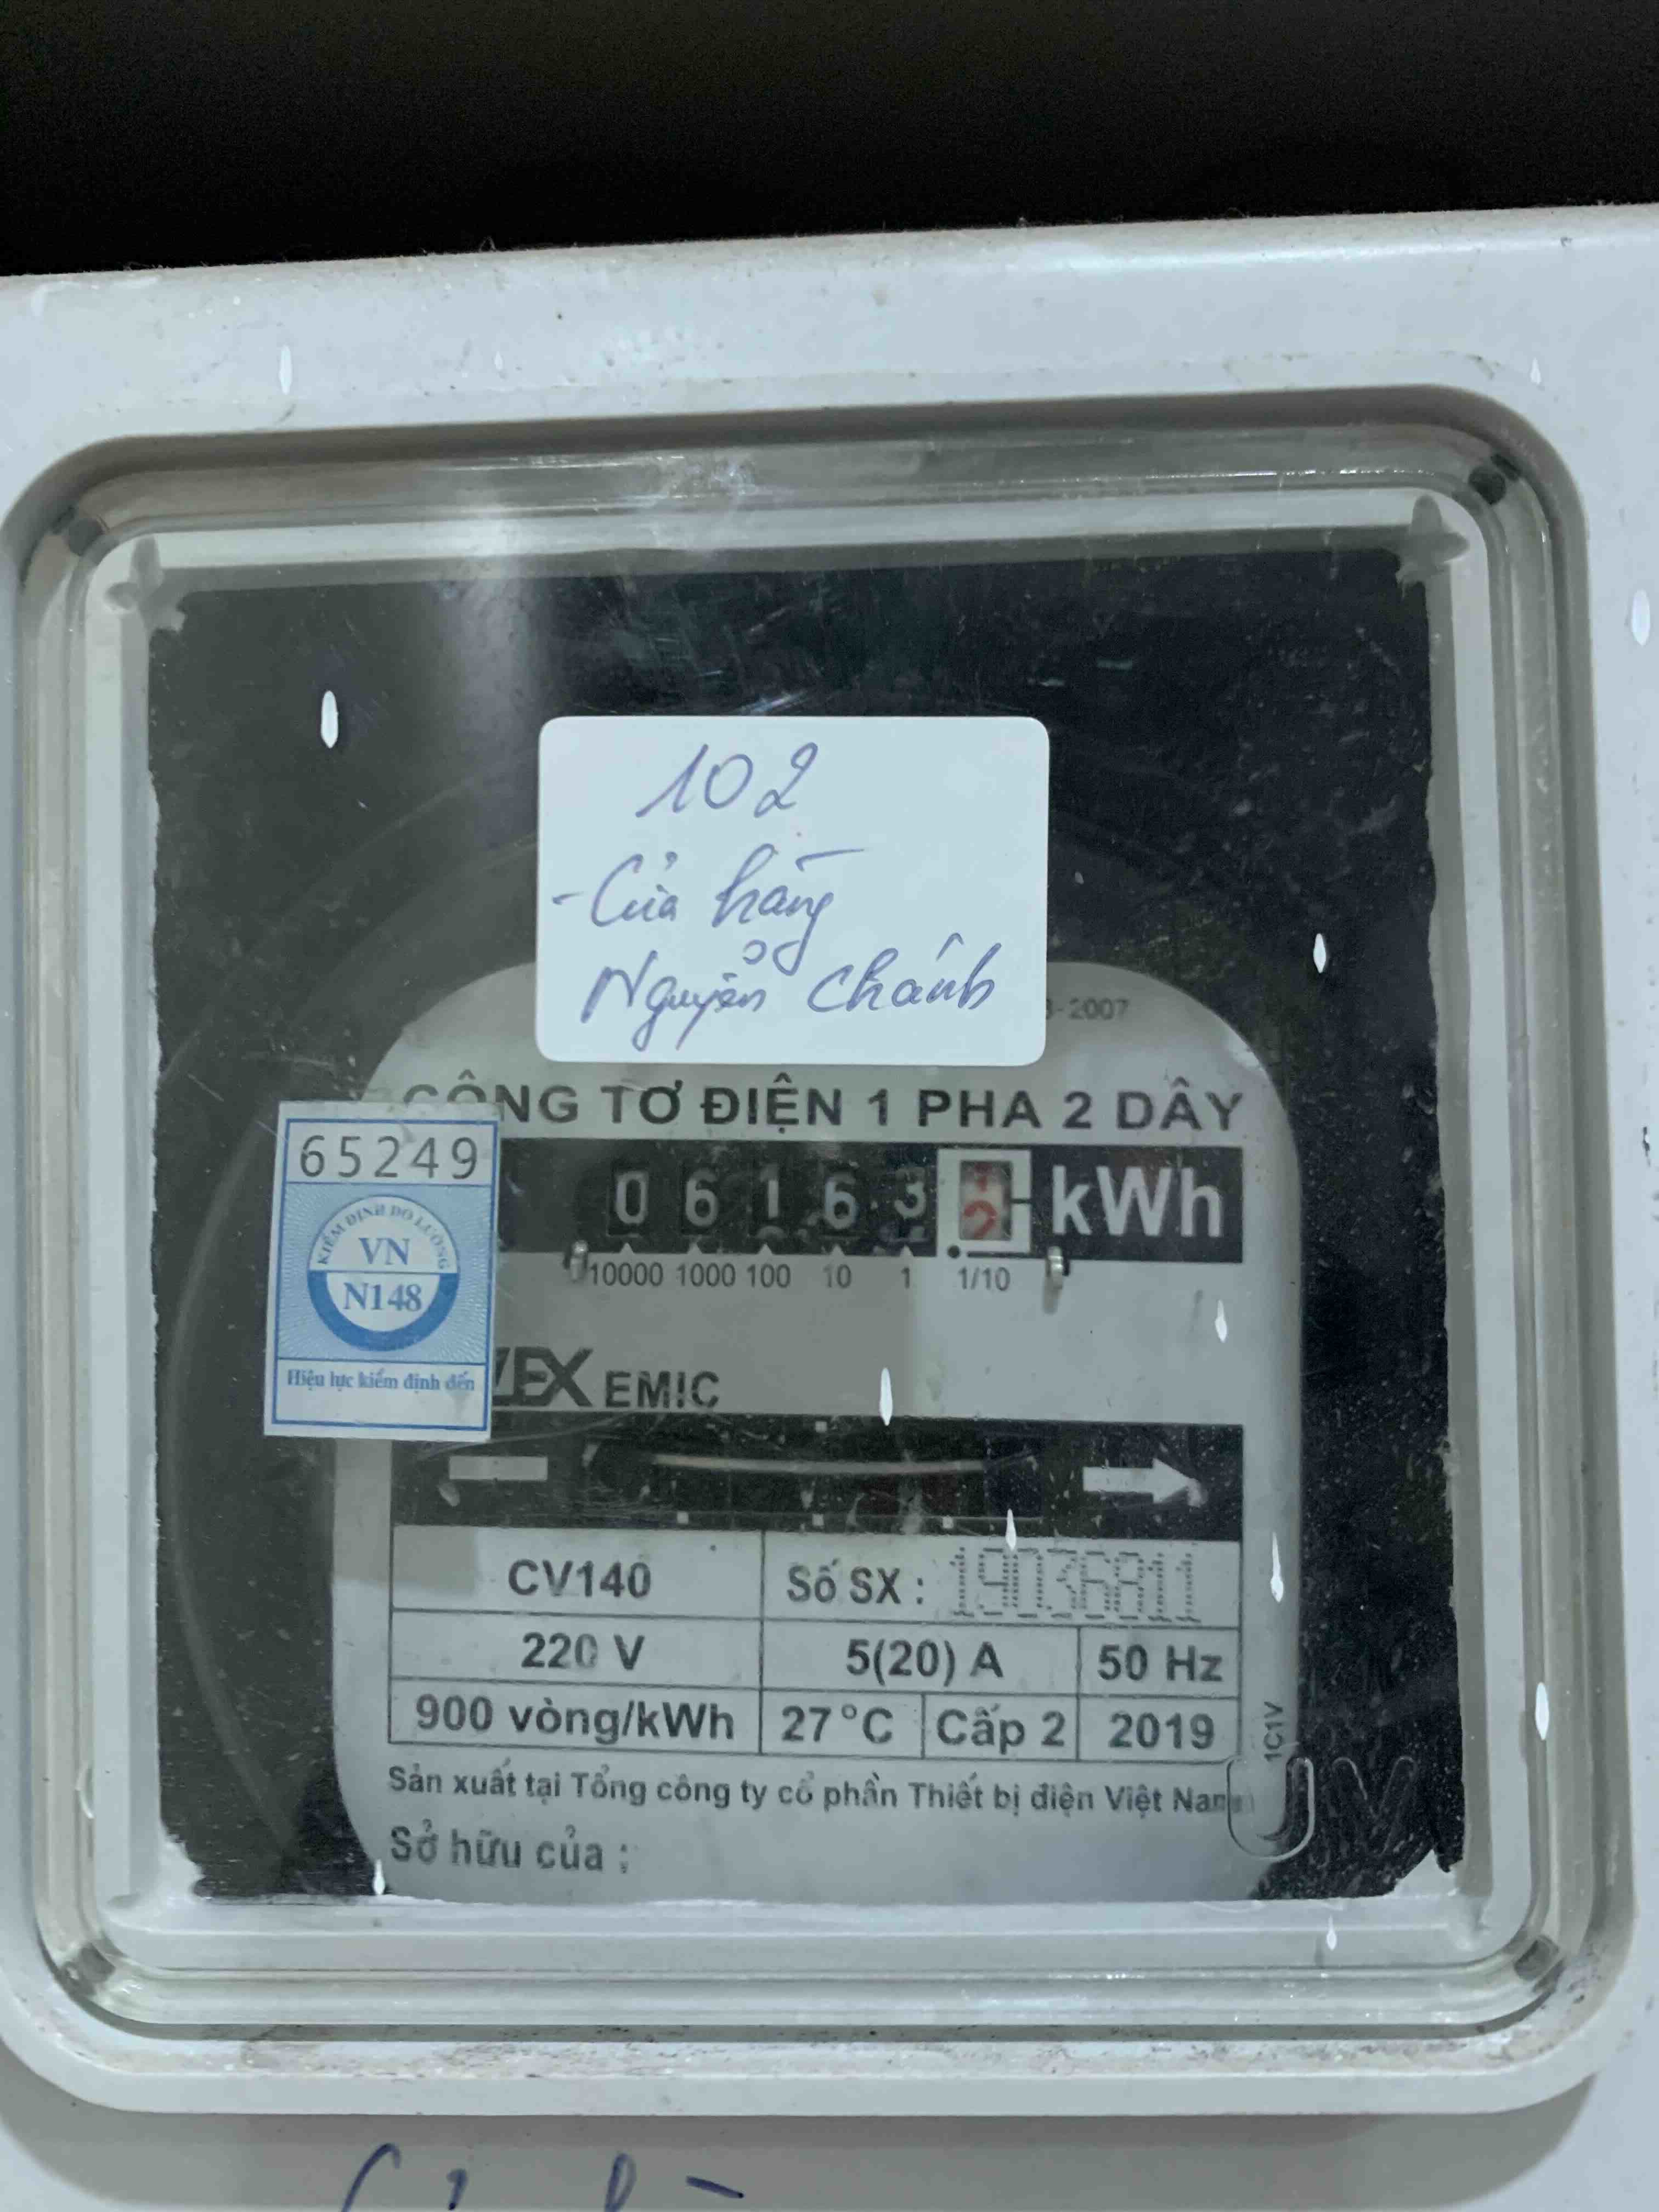 102
- Cửa hàng
Nguyễn Chánh
-2007
CÔNG TƠ ĐIỆN 1 PHA 2 DÂY
65249
KIỂM ĐỊNH ĐO LƯỜNG
VN
N148
Hiệu lực kiểm định đến
0 6 1 6 3 kWh
10000 1000 100 10 1 1/10
EMIC
CV140 Số SX : 19036811
220 V 5(20) A 50 Hz
900 vòng/kWh 27°C Cấp 2 2019
1C1V
Sản xuất tại Tổng công ty cổ phần Thiết bị điện Việt Nam
Sở hữu của :